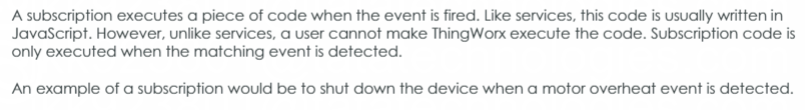 A subscription executes a piece of code when the event is fired. Like services, this code is usually written in
JavaScript. However, unlike services, a user cannot make ThingWorx execute the code. Subscription code is
only executed when the matching event is detected.
An example of a subscription would be to shut down the device when a motor overheat event is detected.